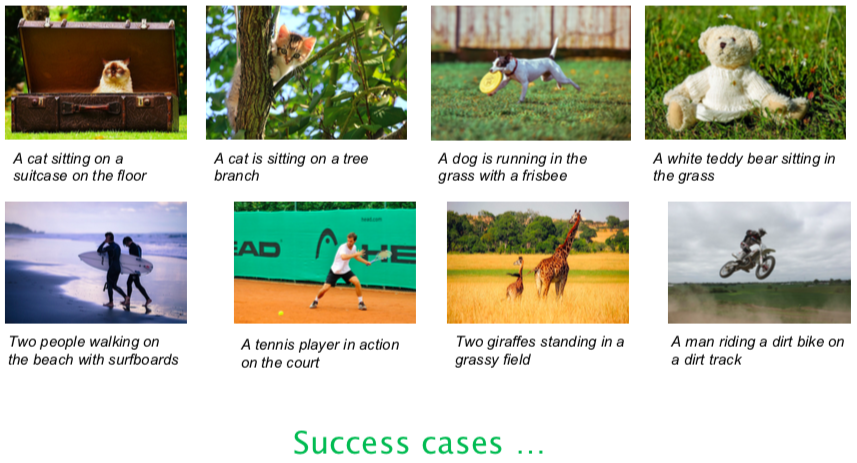 A cat sitting on a
suitcase on the floor
A cat is sitting on a tree
branch
A dog is running in the
grass with a frisbee
A white teddy bear sitting in
the grass
EAD
HE
Two people walking on
the beach with surfboards
A tennis player in action
on the court
Two giraffes standing in a
grassy field
A man riding a dirt bike on
a dirt track
Success cases ...